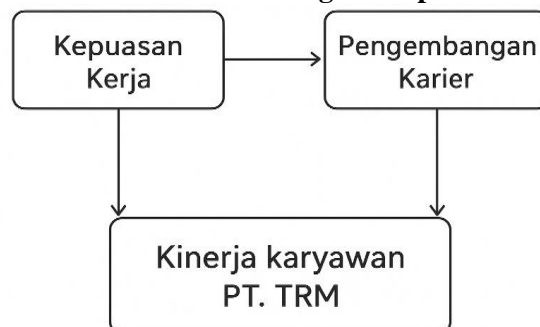 Kepuasan
Kerja
Pengembangan
Karier
Kinerja karyawan
PT. TRM